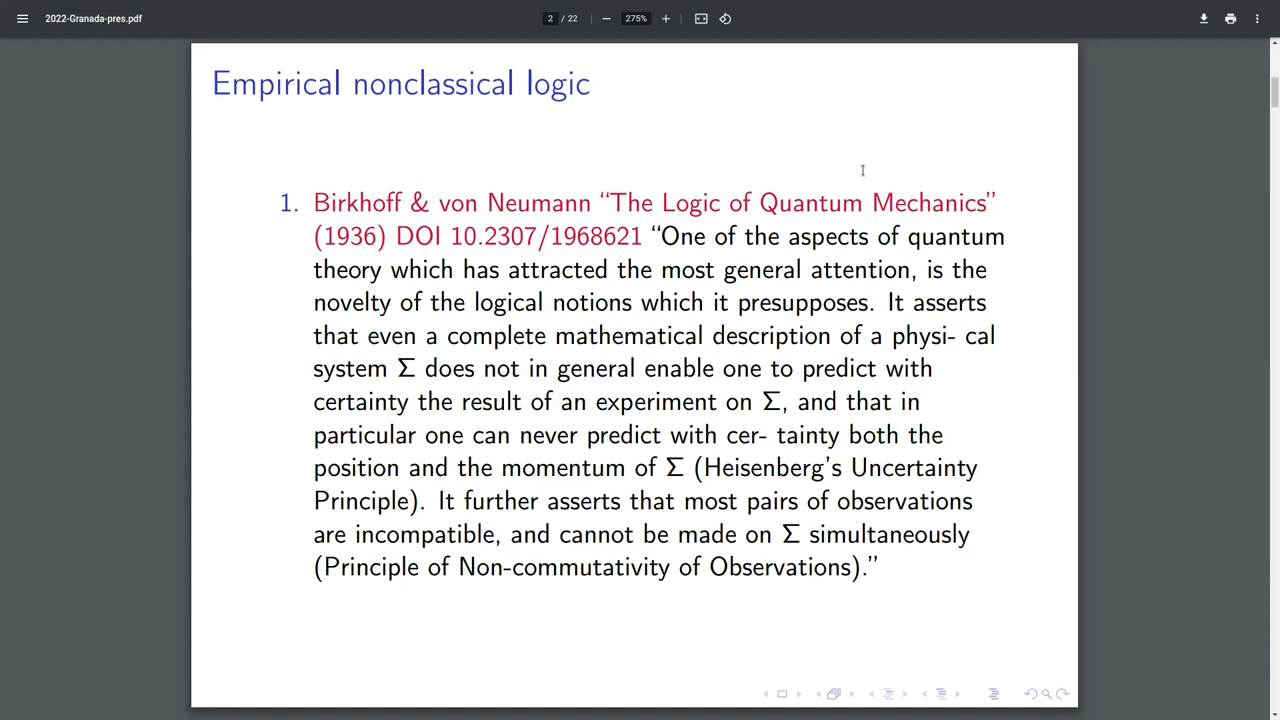 2022-Granada-pres.pdf
2 / 22
275%
Empirical nonclassical logic
1. Birkhoff & von Neumann “The Logic of Quantum Mechanics”
(1936) DOI 10.2307/1968621 “One of the aspects of quantum
theory which has attracted the most general attention, is the
novelty of the logical notions which it presupposes. It asserts
that even a complete mathematical description of a physi- cal
system Σ does not in general enable one to predict with
certainty the result of an experiment on Σ, and that in
particular one can never predict with cer- tainty both the
position and the momentum of Σ (Heisenberg’s Uncertainty
Principle). It further asserts that most pairs of observations
are incompatible, and cannot be made on Σ simultaneously
(Principle of Non-commutativity of Observations).”